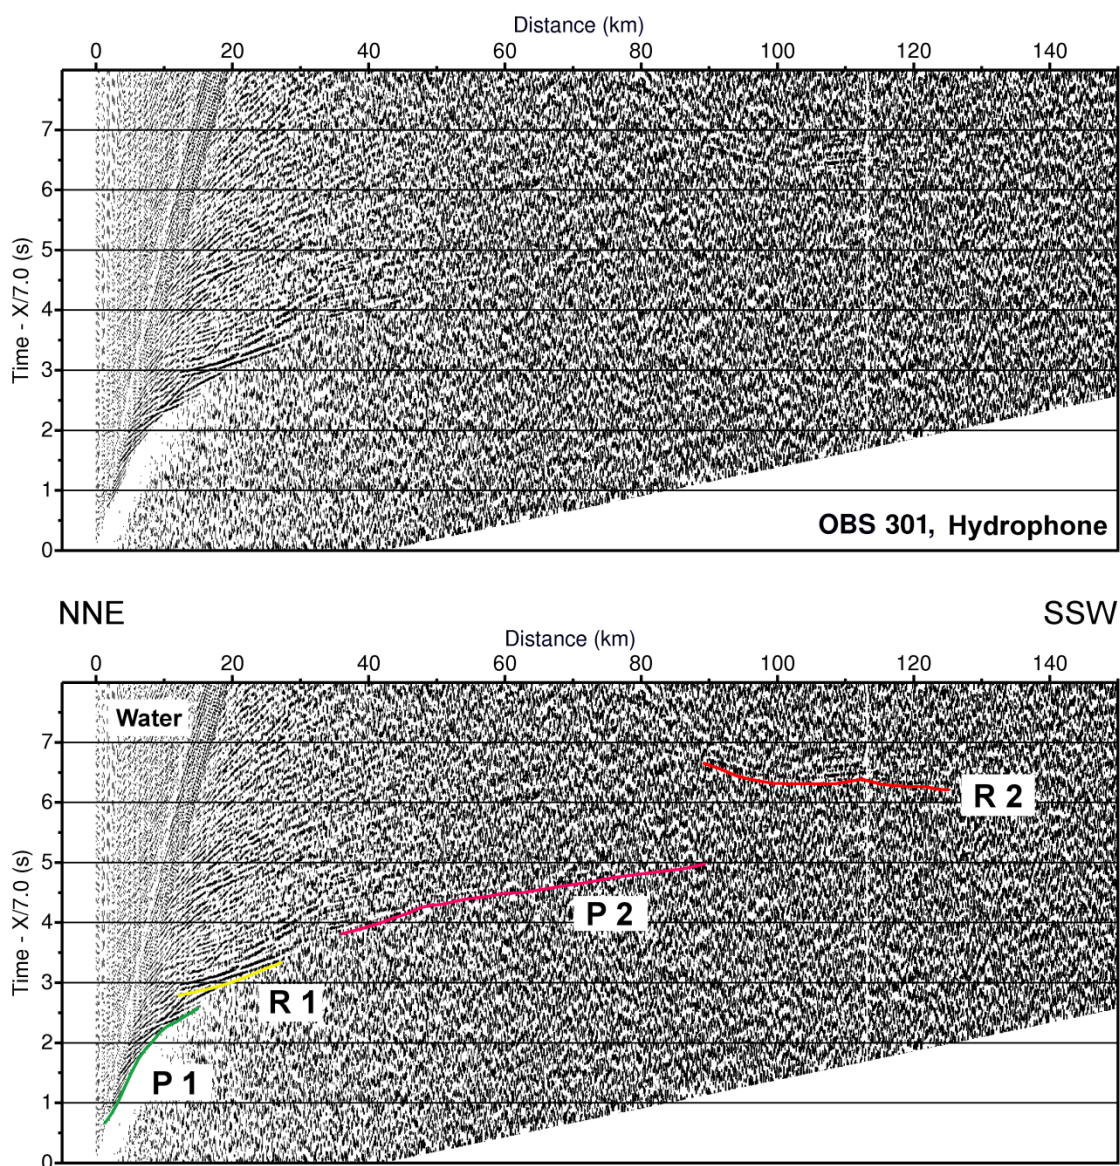 Distance (km)
0 20 40 60 80 100 120 140
7
6
5
4
3
2
1
0
Time - X/7.0 (s)
OBS 301, Hydrophone
NNE SSW
Distance (km)
0 20 40 60 80 100 120 140
Water
7
6
R 2
5
P 2
4
3
R 1
2
P 1
1
0
Time - X/7.0 (s)